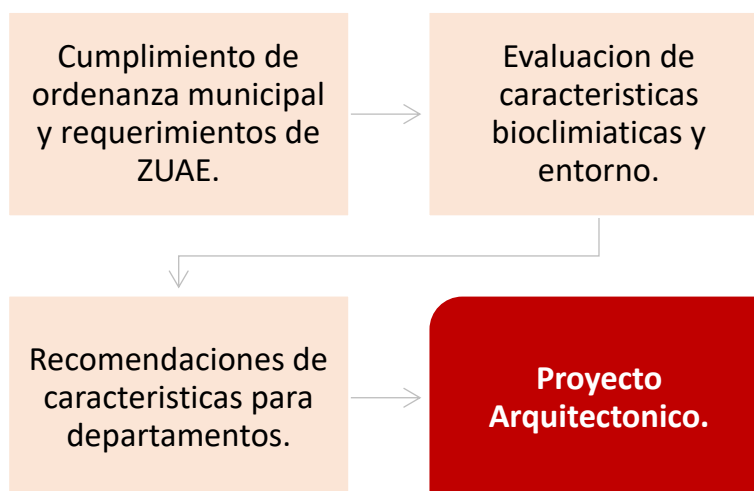 Cumplimiento de
ordenanza municipal
y requerimientos de
ZUAE.
Evaluacion de
caracteristicas
bioclimiaticas y
entorno.
Recomendaciones de
caracteristicas para
departamentos.
Proyecto
Arquitectonico.